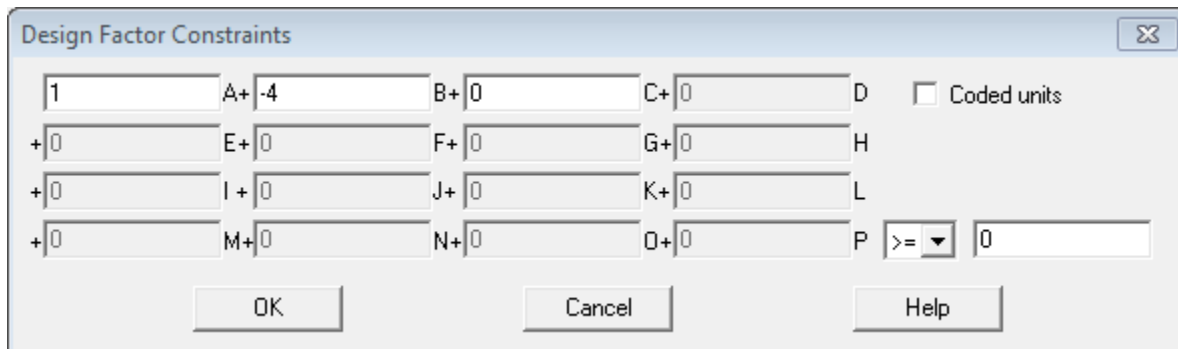 Design Factor Constraints
1 A+ -4 B+ 0 C+ 0 D Coded units
+ 0 E+ 0 F+ 0 G+ 0 H
+ 0 I + 0 J+ 0 K+ 0 L
+ 0 M+ 0 N+ 0 O+ 0 P >= 0
OK Cancel Help